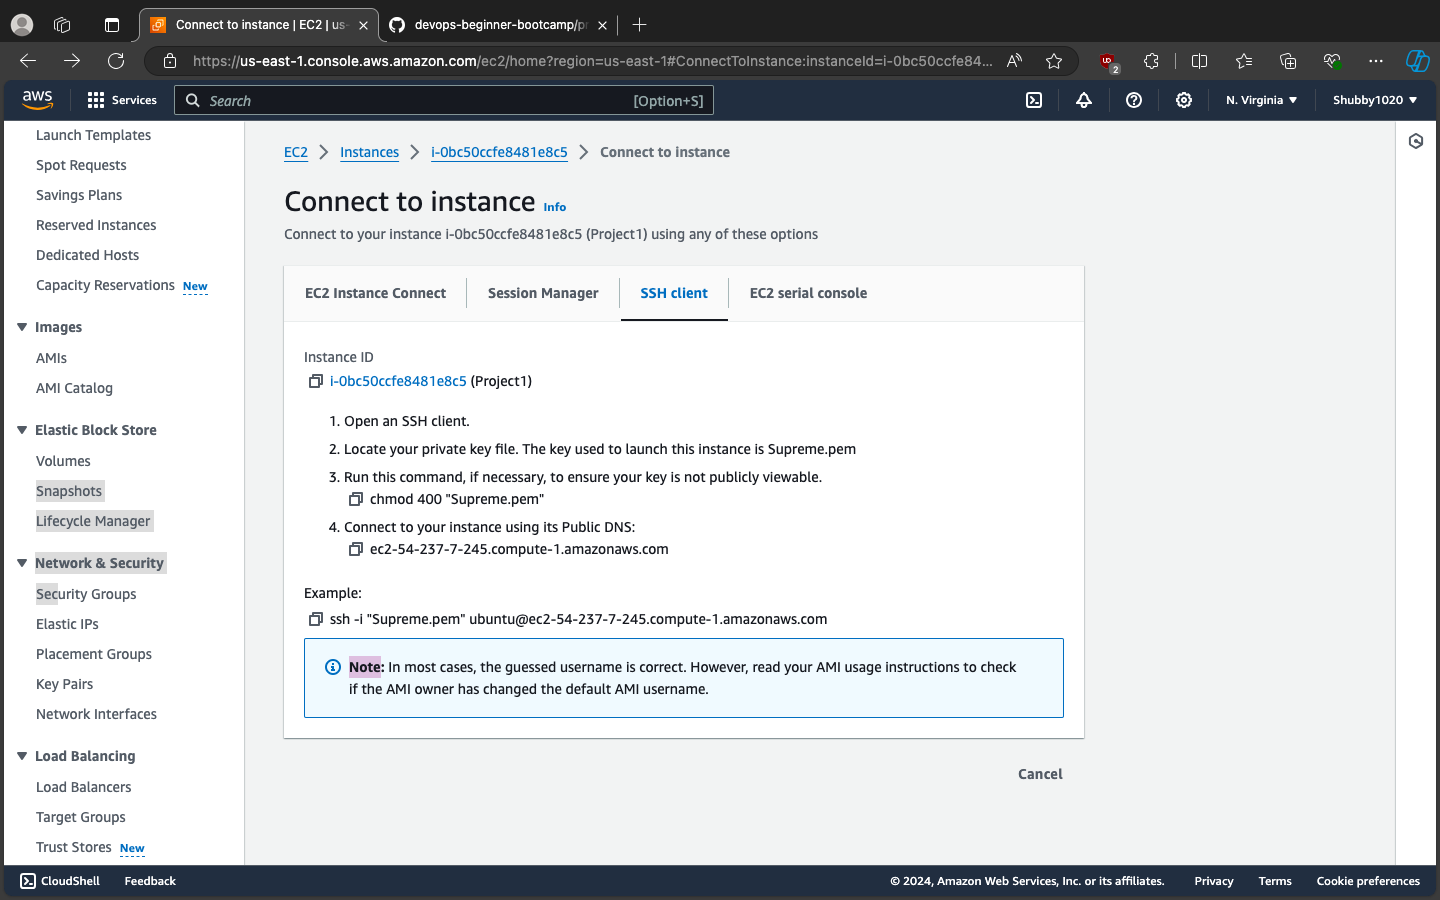 Connect to instance | EC2 | us-
devops-beginner-bootcamp/pr
https://us-east-1.console.aws.amazon.com/ec2/home?region=us-east-1#ConnectToInstance:instanceId=i-0bc50ccfe84...
UO
2
aws
Services
Search
[Option+S]
N. Virginia
Shubby1020
Launch Templates
Spot Requests
Savings Plans
Reserved Instances
Dedicated Hosts
Capacity Reservations New
Images
AMIs
AMI Catalog
Elastic Block Store
Volumes
Snapshots
Lifecycle Manager
Network & Security
Security Groups
Elastic IPs
Placement Groups
Key Pairs
Network Interfaces
Load Balancing
Load Balancers
Target Groups
Trust Stores New
EC2 > Instances > i-0bc50ccfe8481e8c5 > Connect to instance
Connect to instance Info
Connect to your instance i-0bc50ccfe8481e8c5 (Project1) using any of these options
EC2 Instance Connect
Session Manager
SSH client
EC2 serial console
Instance ID
i-0bc50ccfe8481e8c5 (Project1)
1. Open an SSH client.
2. Locate your private key file. The key used to launch this instance is Supreme.pem
3. Run this command, if necessary, to ensure your key is not publicly viewable.
chmod 400 "Supreme.pem"
4. Connect to your instance using its Public DNS:
ec2-54-237-7-245.compute-1.amazonaws.com
Example:
ssh -i "Supreme.pem" ubuntu@ec2-54-237-7-245.compute-1.amazonaws.com
Note: In most cases, the guessed username is correct. However, read your AMI usage instructions to check
if the AMI owner has changed the default AMI username.
Cancel
CloudShell
Feedback
© 2024, Amazon Web Services, Inc. or its affiliates.
Privacy
Terms
Cookie preferences